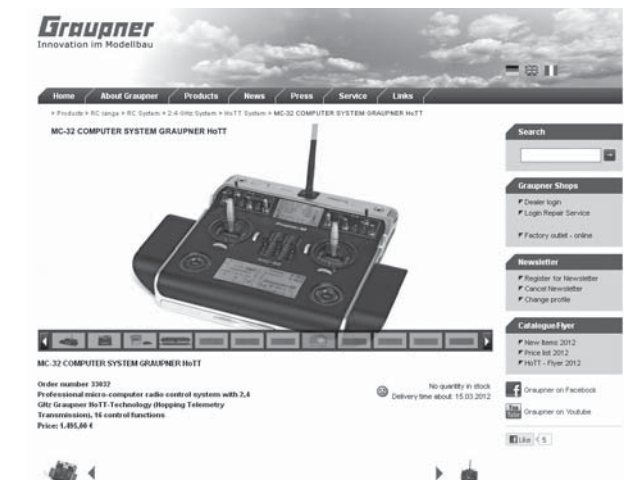 Graupner
Innovation im Modellbau
Home About Graupner Products News Press Service Links
Products RC range RC System 2-4-GHz System HoTT System MC-32 COMPUTER SYSTEM GRAUPNER HoTT
MC-32 COMPUTER SYSTEM GRAUPNER HoTT
MC-32 COMPUTER SYSTEM GRAUPNER HoTT
Order number 33032
Professional micro-computer radio control system with 2,4
GHz Graupner HoTT-Technology (Hopping Telemetry
Transmission), 16 control functions
Price: 1.495,00 €
No quantity in stock
Delivery time about: 15.03.2012
Search
Graupner Shops
Dealer login
Login Repair Service
Factory outlet - online
Newsletter
Register for Newsletter
Cancel Newsletter
Change profile
Catalogue Flyer
New Items 2012
Price list 2012
HoTT - Flyer 2012
Graupner on Facebook
You Tube Graupner on Youtube
Like 5